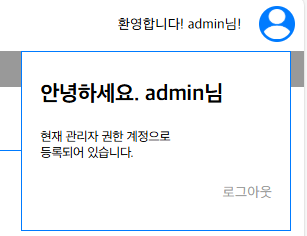 환영합니다! admin님!
안녕하세요. admin님
현재 관리자 권한 계정으로
등록되어 있습니다.
로그아웃